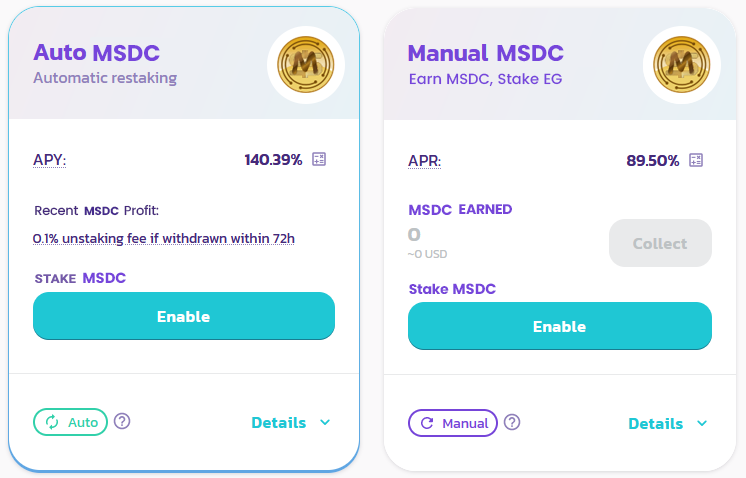 Auto MSDC
Automatic restaking
APY:
140.39%
Recent MSDC Profit:
0.1% unstaking fee if withdrawn within 72h
STAKE MSDC
Enable
Auto
Details
Manual MSDC
Earn MSDC, Stake EG
APR:
89.50%
MSDC EARNED
0
~0 USD
Collect
Stake MSDC
Enable
Manual
Details